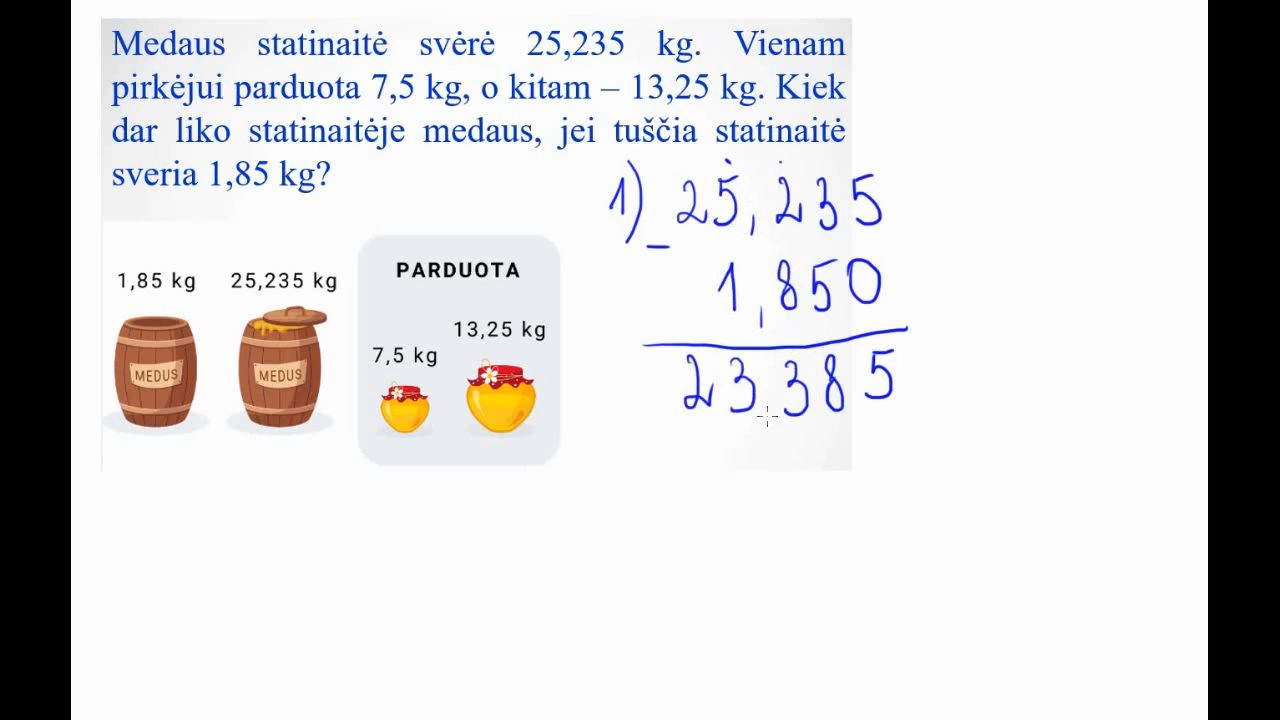 Medaus statinaitė svėrė 25,235 kg. Vienam
pirkėjui parduota 7,5 kg, o kitam – 13,25 kg. Kiek
dar liko statinaitėje medaus, jei tuščia statinaitė
sveria 1,85 kg?
1) 25,235
− 1,850
23 385
1,85 kg
25,235 kg
MEDUS
MEDUS
PARDUOTA
7,5 kg
13,25 kg